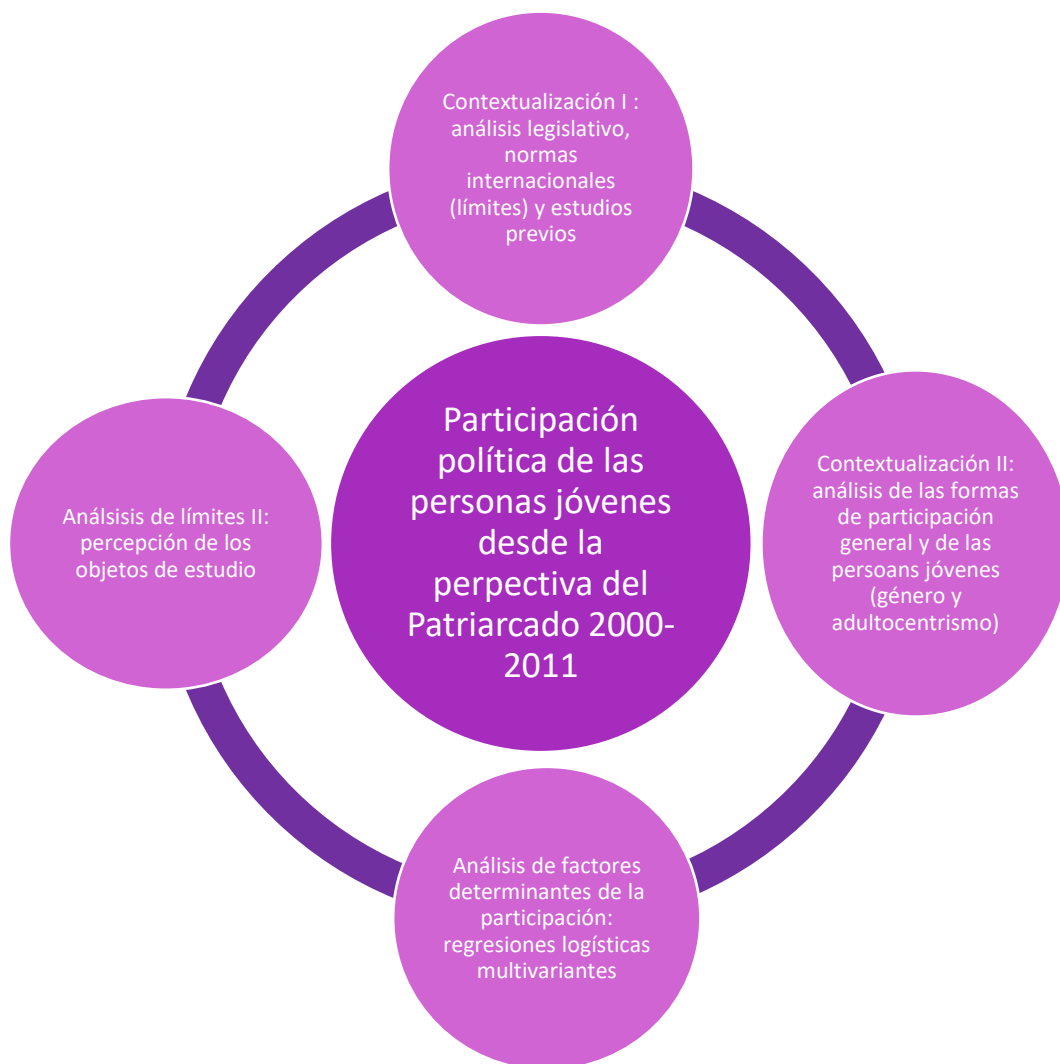 Contextualización I :
análisis legislativo,
normas
internacionales
(límites) y estudios
previos
Participación
política de las
personas jóvenes
desde la
perpectiva del
Patriarcado 2000-
2011
Contextualización II:
análisis de las formas
de participación
general y de las
persoans jóvenes
(género y
adultocentrismo)
Análsisis de límites II:
percepción de los
objetos de estudio
Análisis de factores
determinantes de la
participación:
regresiones logísticas
multivariantes